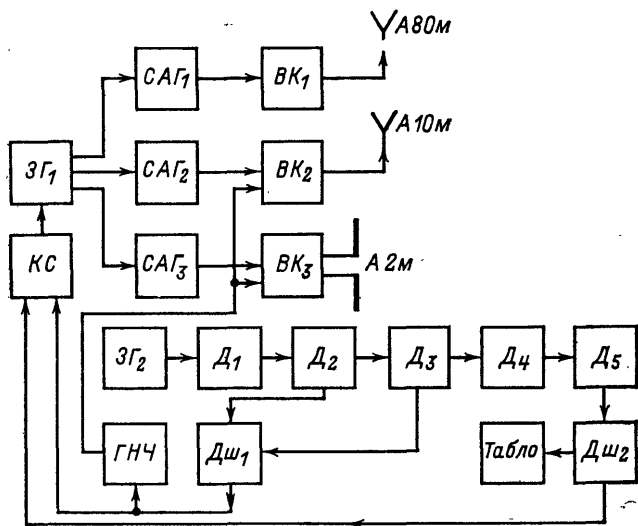 А80м
САГ₁
ВК₁
А10м
ЗГ₁
САГ₂
ВК₂
КС
САГ₃
ВК₃
А2м
ЗГ₂
Д₁
Д₂
Д₃
Д₄
Д₅
ГНЧ
Дш₁
Табло
Дш₂